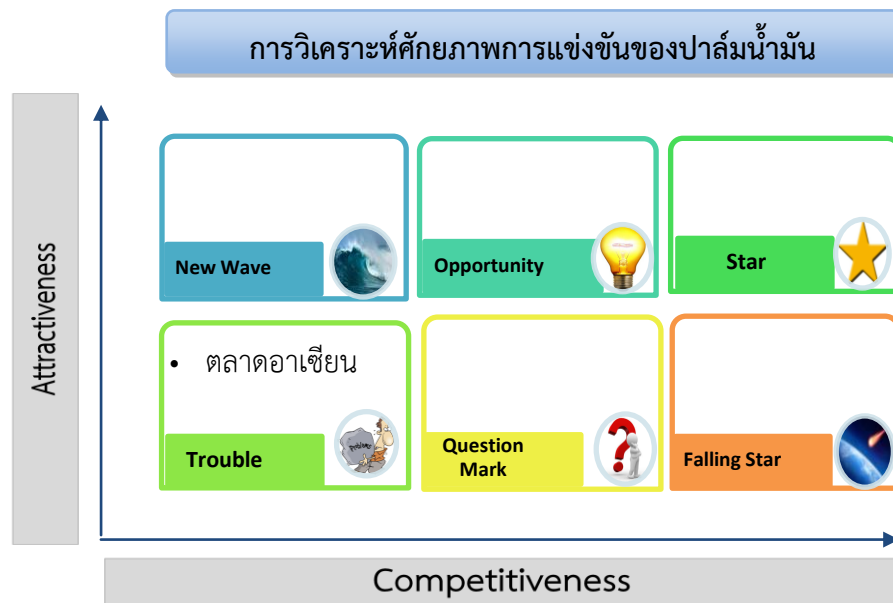 การวิเคราะห์ศักยภาพการแข่งขันของปาล์มน้ำมัน
Attractiveness
New Wave
Opportunity
Star
• ตลาดอาเซียน
Trouble
Question
Mark
Falling Star
Competitiveness